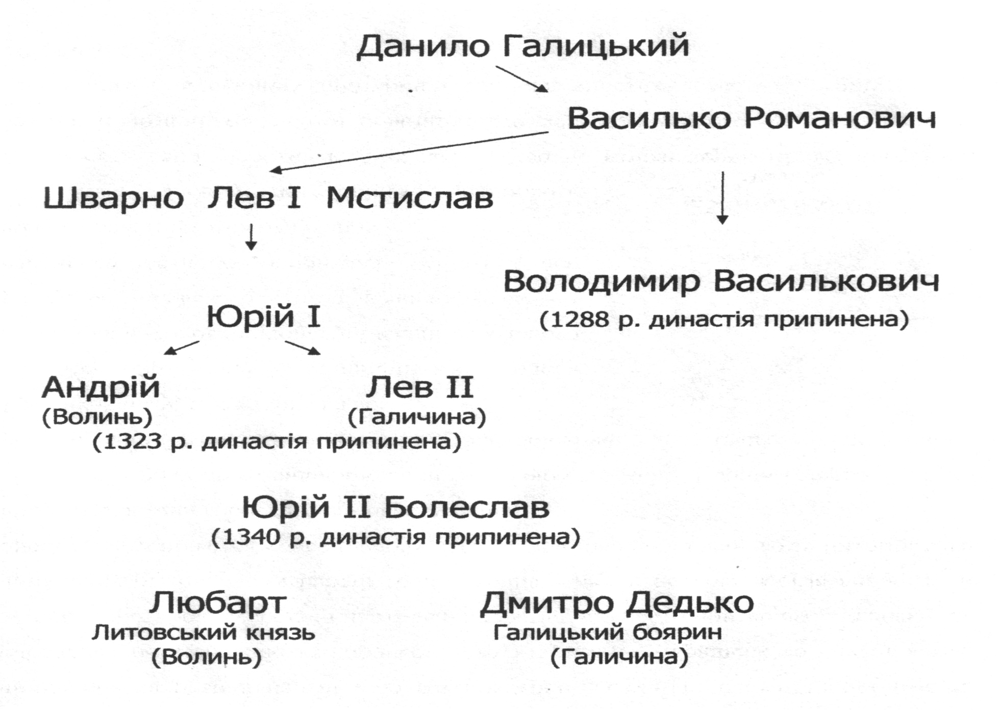 Данило Галицький
Василько Романович
Шварно Лев I Мстислав
Володимир Василькович
(1288 р. династія припинена)
Юрій I
Андрій Лев II
(Волинь) (Галичина)
(1323 р. династія припинена)
Юрій II Болеслав
(1340 р. династія припинена)
Любарт Дмитро Дедько
Литовський князь Галицький боярин
(Волинь) (Галичина)